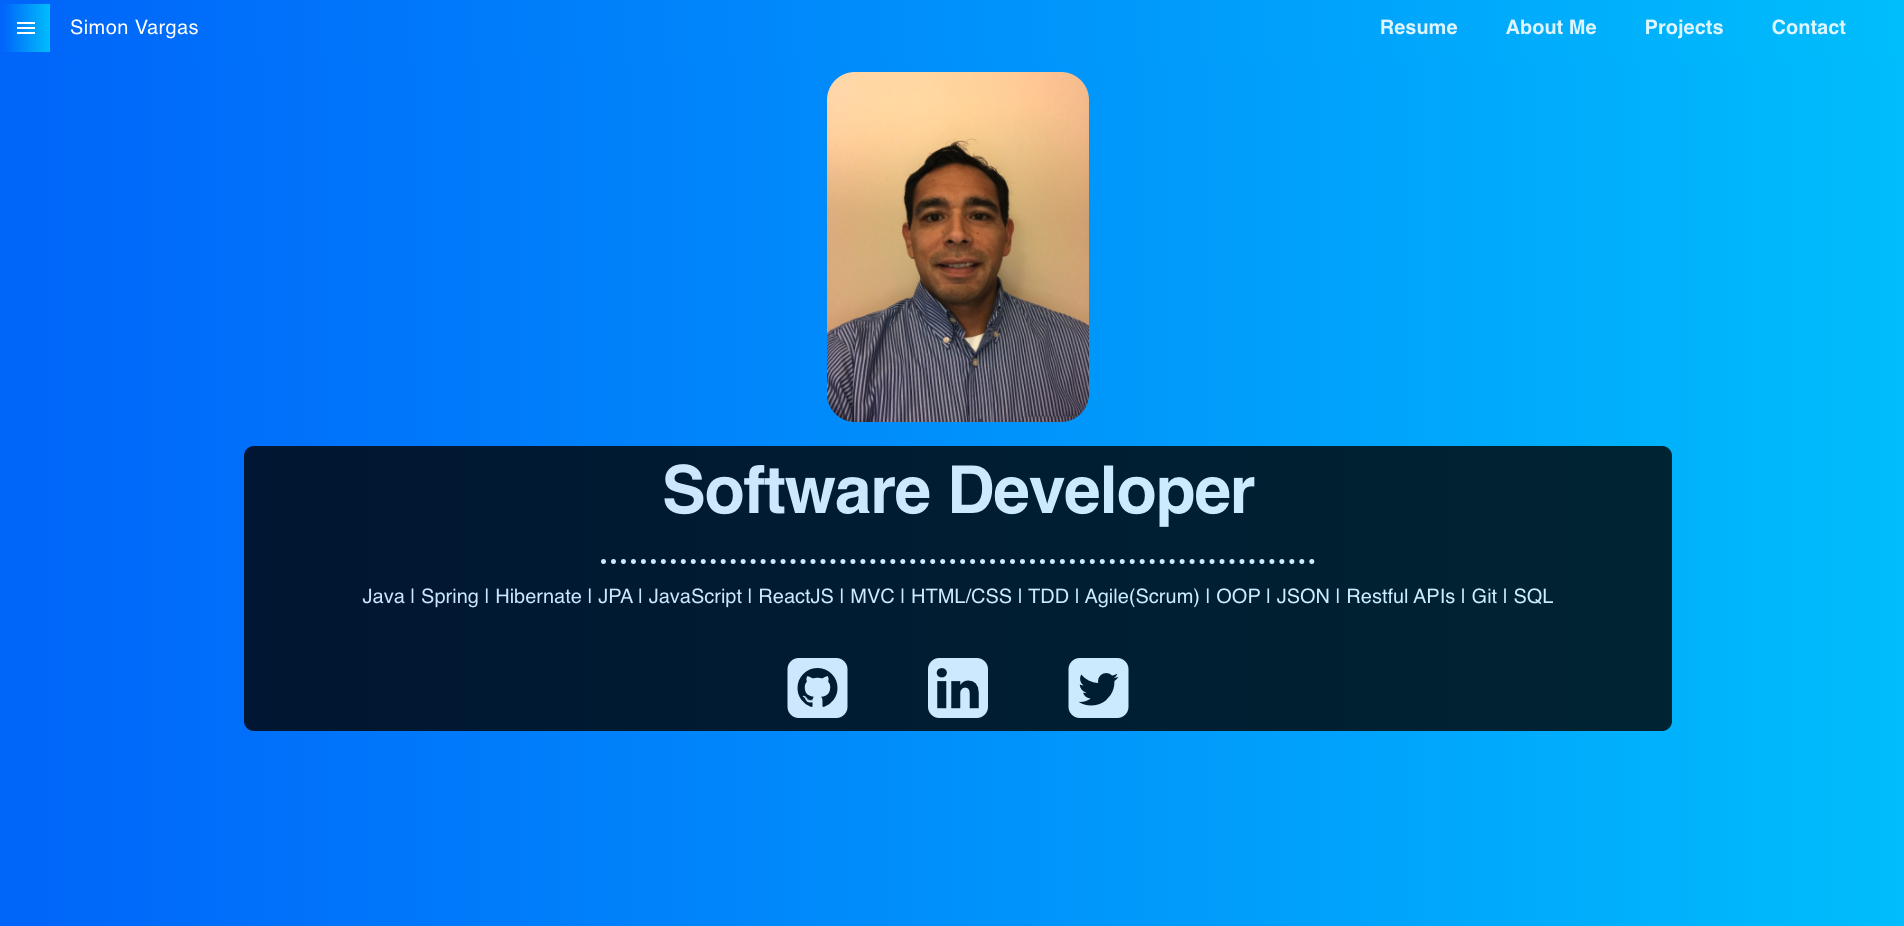 Simon Vargas
Resume About Me Projects Contact
Software Developer
Java | Spring | Hibernate | JPA | JavaScript | ReactJS | MVC | HTML/CSS | TDD | Agile(Scrum) | OOP | JSON | Restful APIs | Git | SQL
in